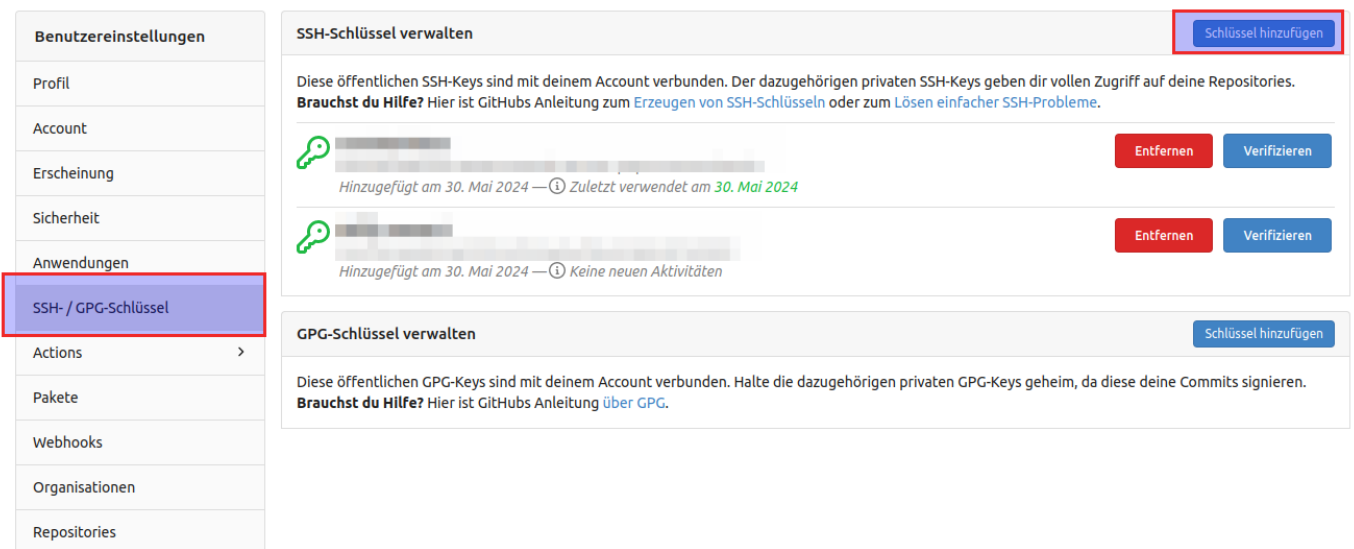 Benutzereinstellungen
Profil
Account
Erscheinung
Sicherheit
Anwendungen
SSH- / GPG-Schlüssel
Actions
Pakete
Webhooks
Organisationen
Repositories
SSH-Schlüssel verwalten
Schlüssel hinzufügen
Diese öffentlichen SSH-Keys sind mit deinem Account verbunden. Der dazugehörigen privaten SSH-Keys geben dir vollen Zugriff auf deine Repositories.
Brauchst du Hilfe? Hier ist GitHubs Anleitung zum Erzeugen von SSH-Schlüsseln oder zum Lösen einfacher SSH-Probleme.
Entfernen
Verifizieren
Hinzugefügt am 30. Mai 2024 — Zuletzt verwendet am 30. Mai 2024
Entfernen
Verifizieren
Hinzugefügt am 30. Mai 2024 — Keine neuen Aktivitäten
GPG-Schlüssel verwalten
Schlüssel hinzufügen
Diese öffentlichen GPG-Keys sind mit deinem Account verbunden. Halte die dazugehörigen privaten GPG-Keys geheim, da diese deine Commits signieren.
Brauchst du Hilfe? Hier ist GitHubs Anleitung über GPG.